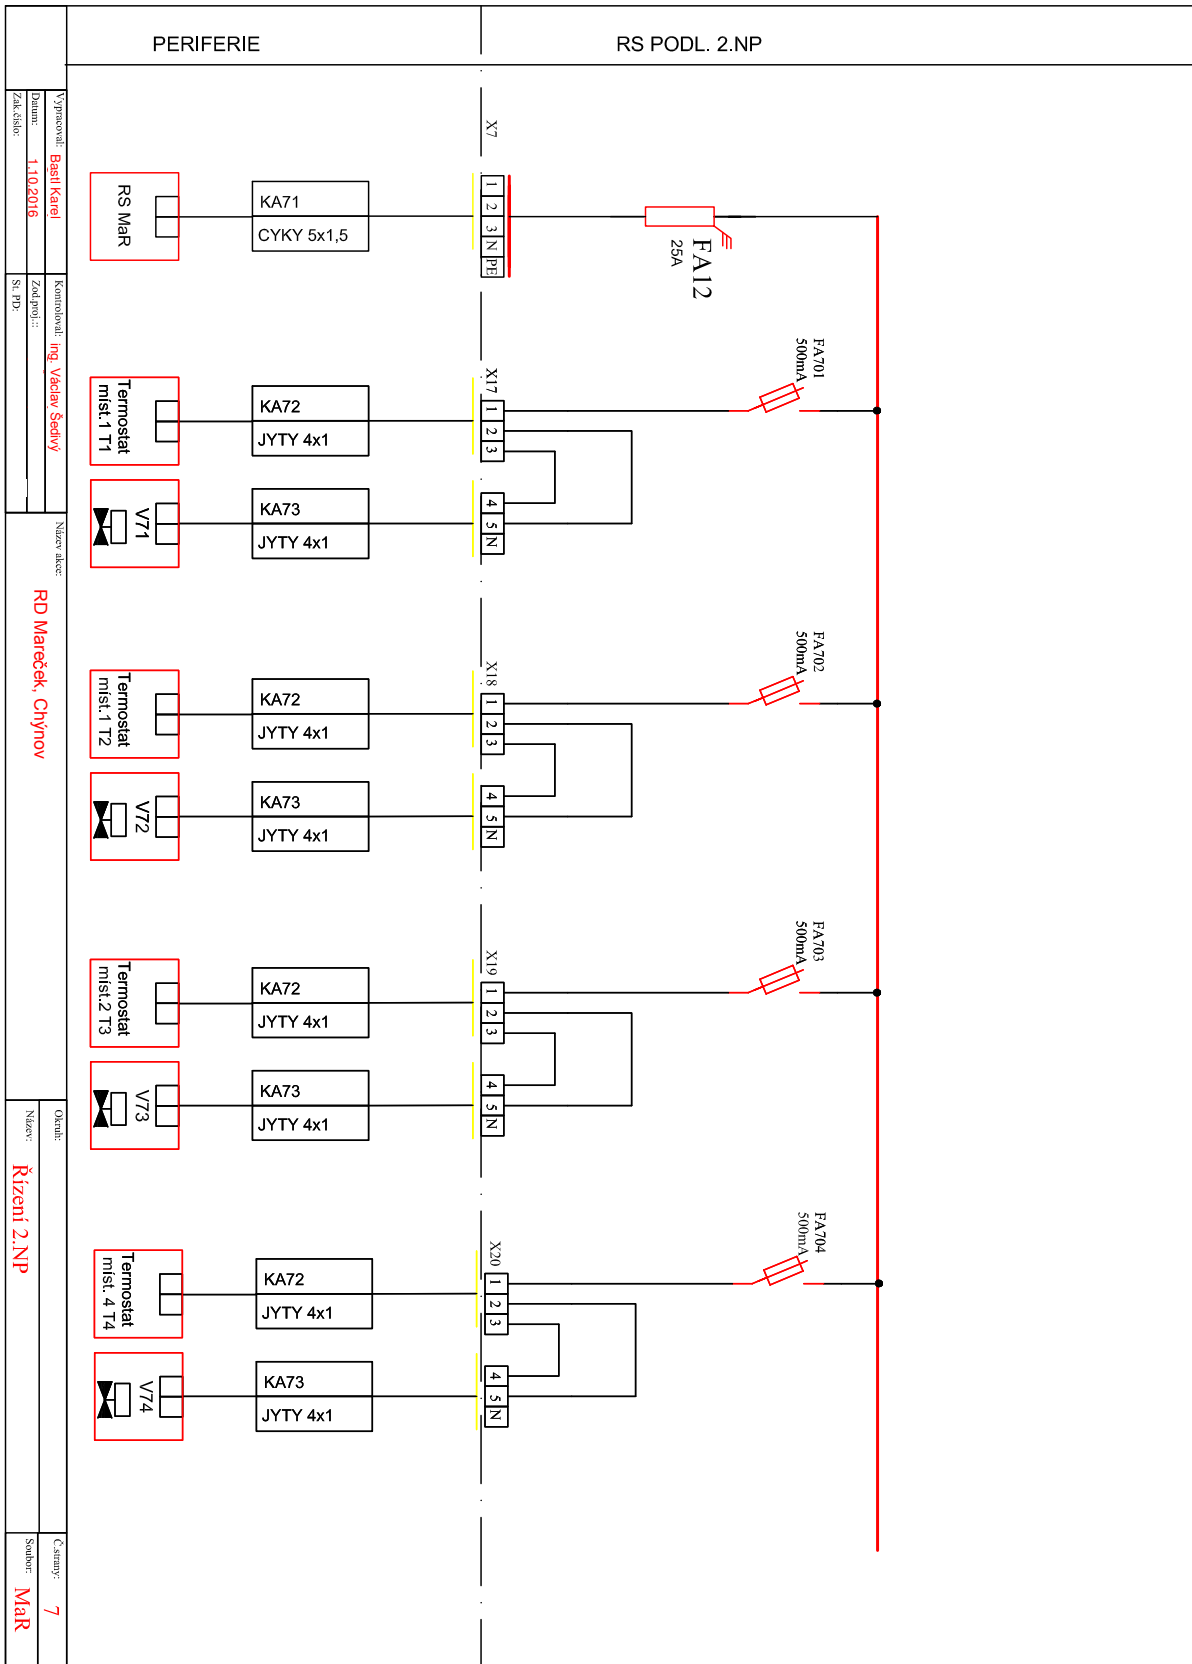 PERIFERIE
RS PODL. 2.NP
X7
1 2 3 N PE
FA12
25A
KA71
CYKY 5x1,5
RS MaR
FA701
500mA
X17
1 2 3
KA72
JYTY 4x1
Termostat
míst.1 T1
4 5 N
KA73
JYTY 4x1
V71
FA702
500mA
X18
1 2 3
KA72
JYTY 4x1
Termostat
míst.1 T2
4 5 N
KA73
JYTY 4x1
V72
FA703
500mA
X19
1 2 3
KA72
JYTY 4x1
Termostat
míst.2 T3
4 5 N
KA73
JYTY 4x1
V73
FA704
500mA
X20
1 2 3
KA72
JYTY 4x1
Termostat
míst. 4 T4
4 5 N
KA73
JYTY 4x1
V74
Vypracoval: Bastl Karel
Datum: 1.10.2016
Zak.číslo:
Kontroloval: ing. Václav Šedivý
Zod.proj.::
St. PD:
Název akce:
RD Mareček, Chýnov
Okruh:
Název: Řízení 2.NP
Č.strany: 7
Soubor: MaR